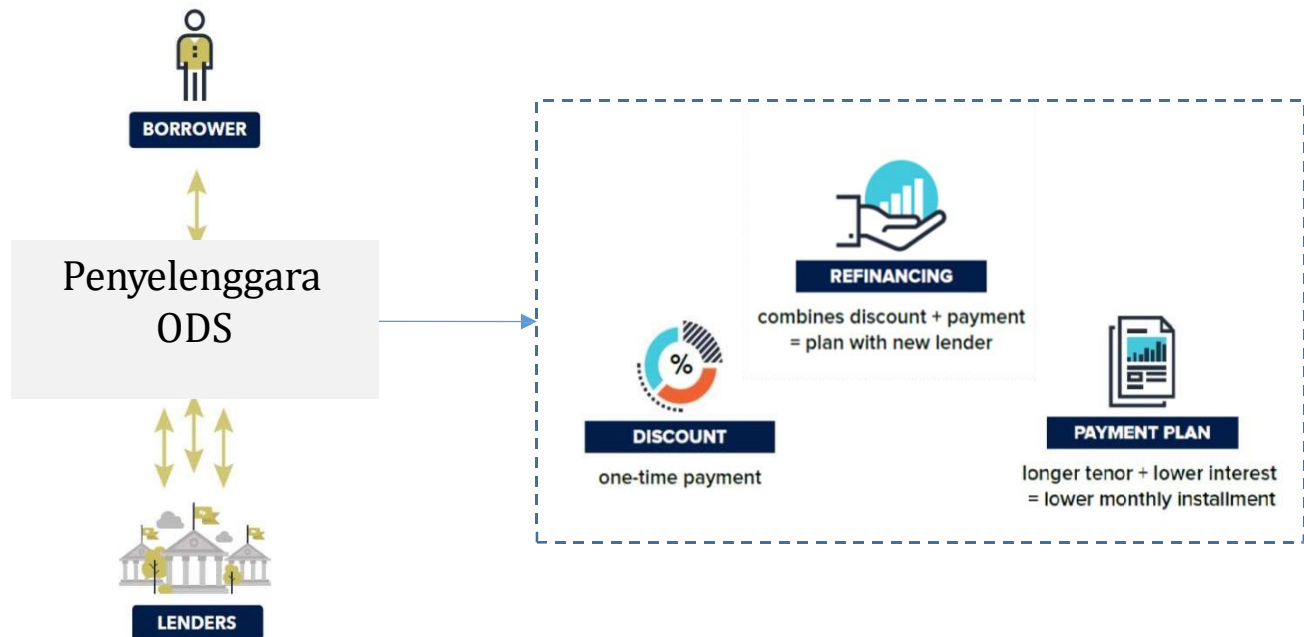 BORROWER
Penyelenggara
ODS
LENDERS
REFINANCING
combines discount + payment
= plan with new lender
%
DISCOUNT
one-time payment
PAYMENT PLAN
longer tenor + lower interest
= lower monthly installment